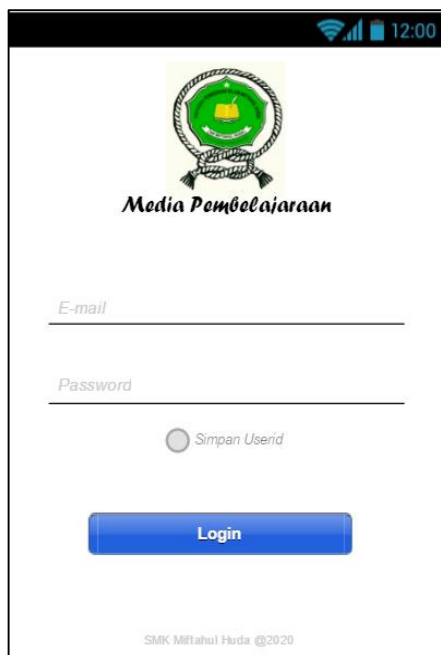 12:00
Media Pembelajaraan
E-mail
Password
Simpan Userid
Login
SMK Miftahul Huda @2020